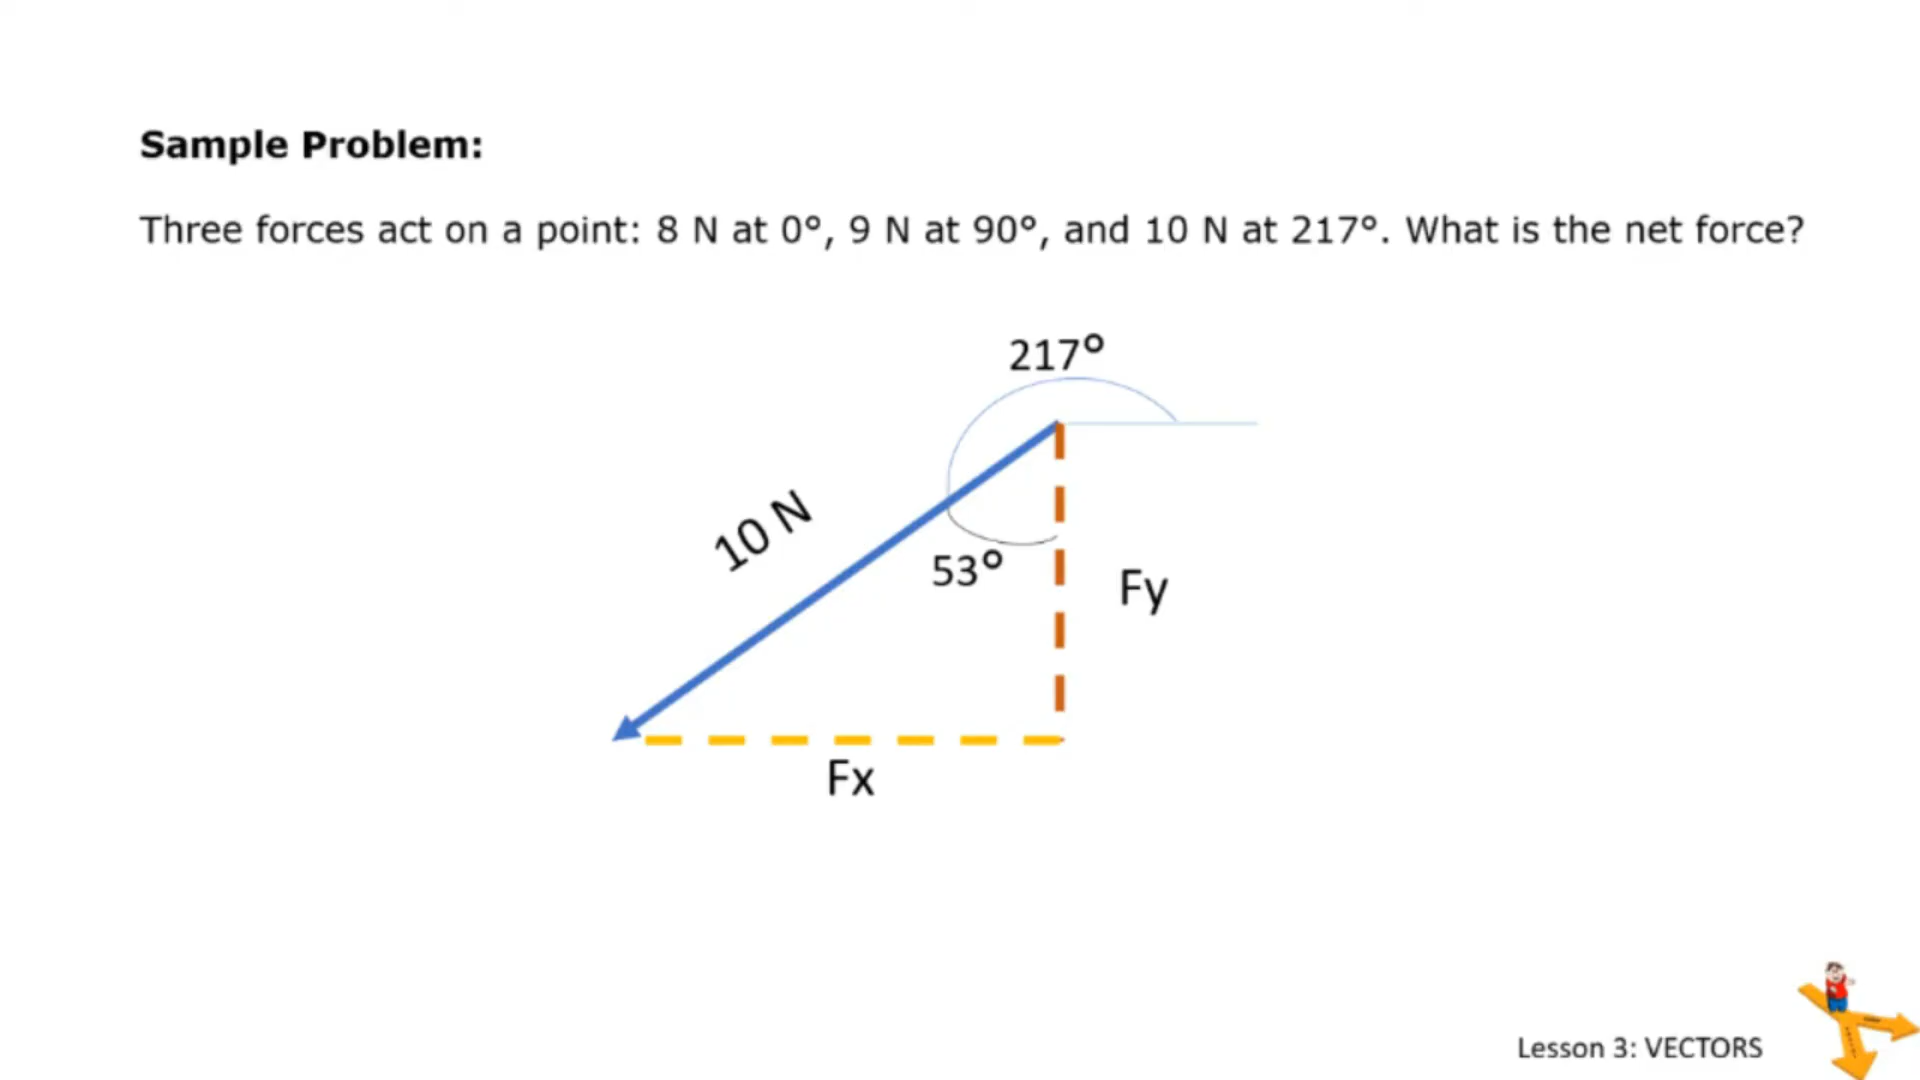 Sample Problem:
Three forces act on a point: 8 N at 0°, 9 N at 90°, and 10 N at 217°. What is the net force?
217°
10 N
53°
Fy
Fx
Lesson 3: VECTORS